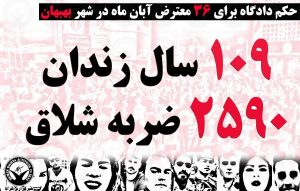 حکم دادگاه برای ۳۶ معترض آبان ماه در شهر بهبهان
۱۰۹ سال زندان
۲۵۹۰ ضربه شلاق